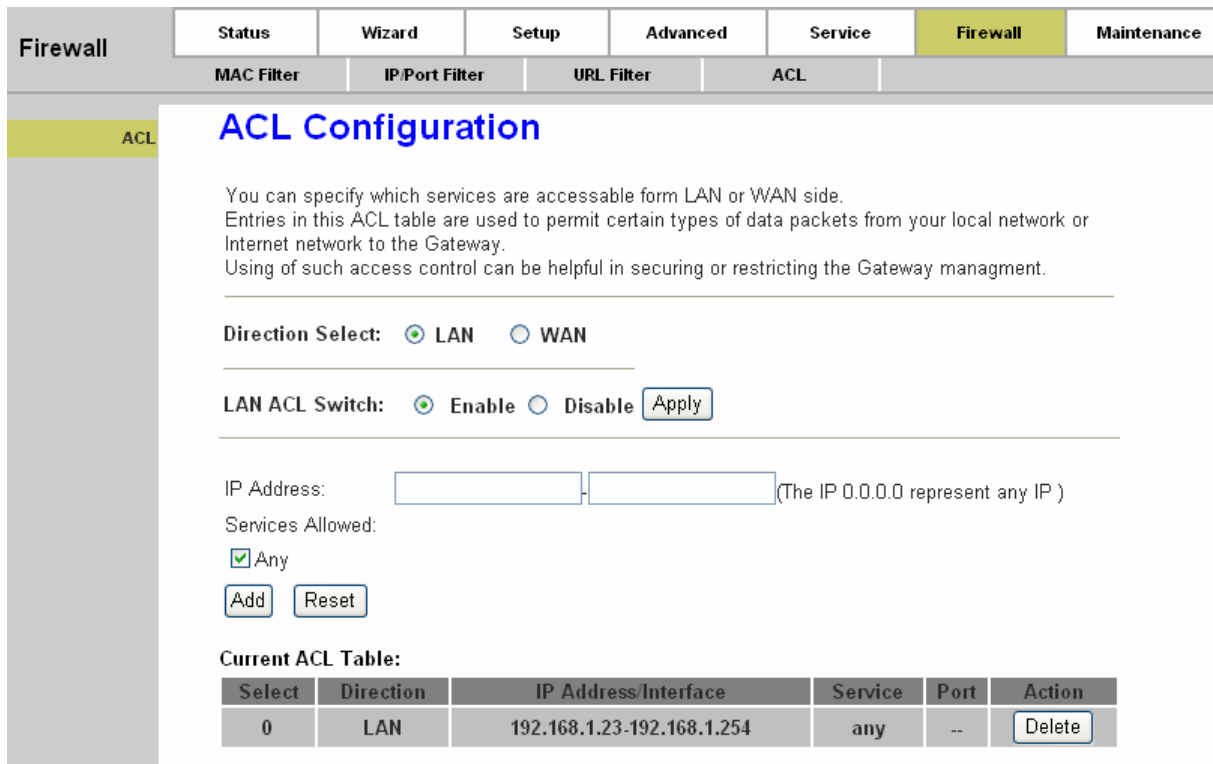 Firewall
Status Wizard Setup Advanced Service Firewall Maintenance
MAC Filter IP/Port Filter URL Filter ACL
ACL
ACL Configuration
You can specify which services are accessable form LAN or WAN side.
Entries in this ACL table are used to permit certain types of data packets from your local network or
Internet network to the Gateway.
Using of such access control can be helpful in securing or restricting the Gateway managment.
Direction Select: LAN WAN
LAN ACL Switch: Enable Disable Apply
IP Address: - (The IP 0.0.0.0 represent any IP )
Services Allowed:
Any
Add Reset
Current ACL Table:
Select Direction IP Address/Interface Service Port Action
0 LAN 192.168.1.23-192.168.1.254 any -- Delete